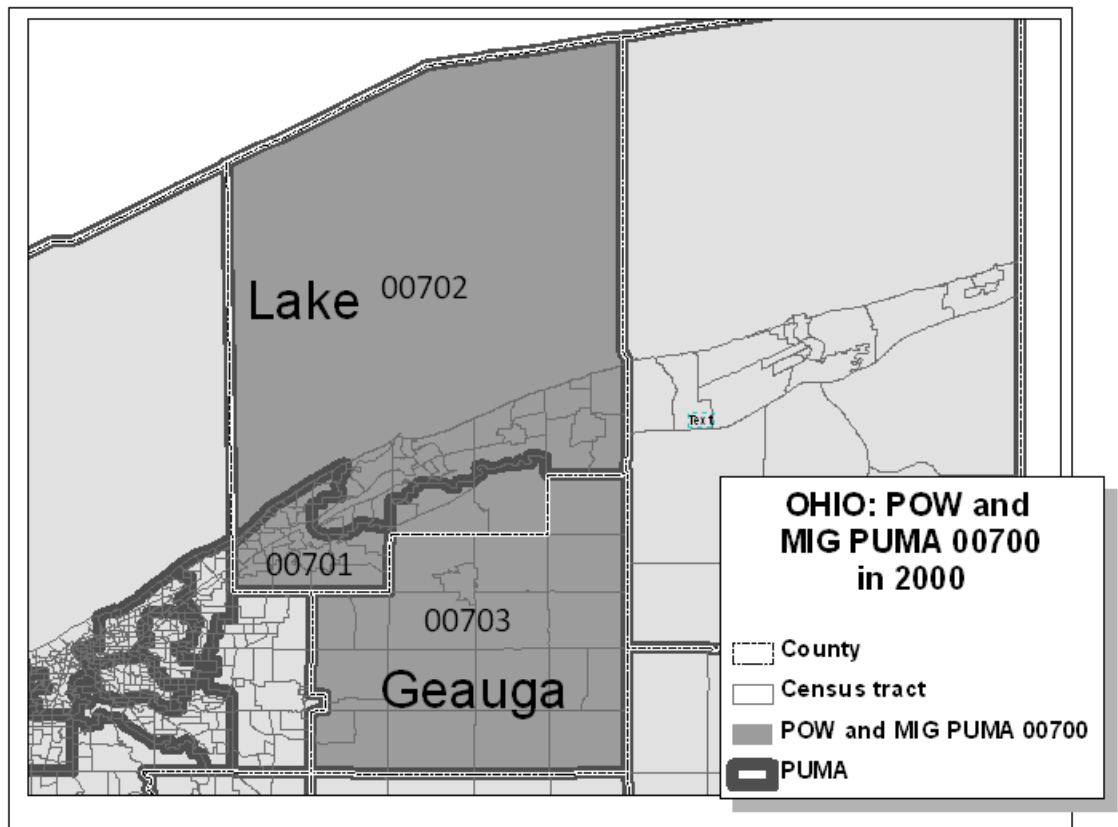 Lake 00702
Text
00701
00703
Geauga
OHIO: POW and
MIG PUMA 00700
in 2000
County
Census tract
POW and MIG PUMA 00700
PUMA